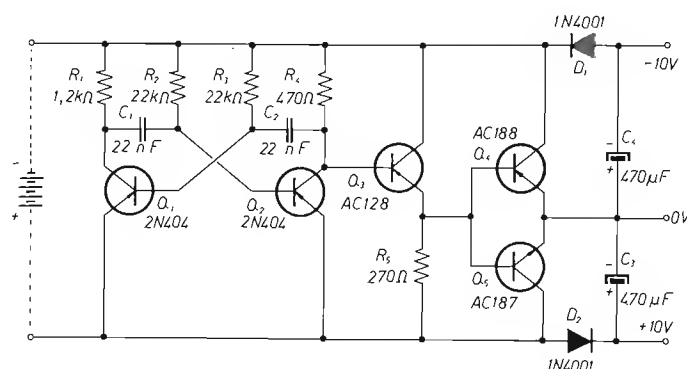 1N4001
D₁
−10V
R₁
1,2kΩ
R₂
22kΩ
R₃
22kΩ
R₄
470Ω
C₁
22 nF
C₂
22 nF
AC188
Q₄
C₄
-
+
470µF
-
+
Q₁
2N404
Q₂
2N404
Q₃
AC128
0V
R₅
270Ω
Q₅
AC187
C₃
-
+
470µF
D₂
1N4001
+10V